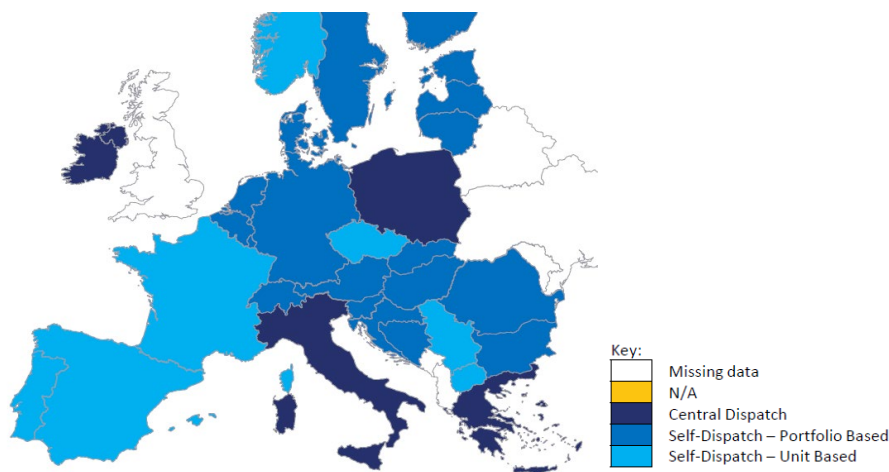 Key:
Missing data
N/A
Central Dispatch
Self-Dispatch – Portfolio Based
Self-Dispatch – Unit Based